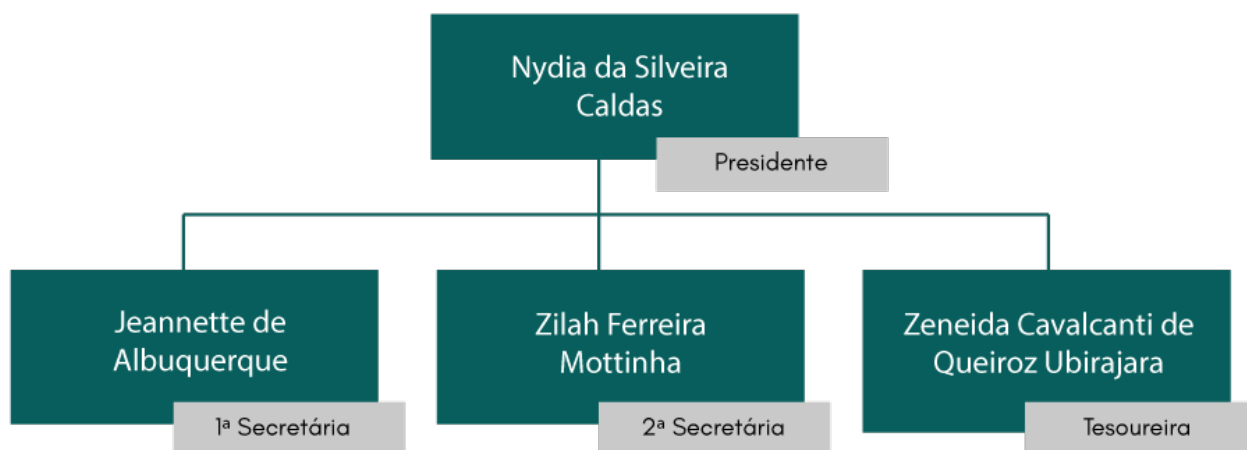 Nydia da Silveira
Caldas
Presidente
Jeannette de
Albuquerque
1ª Secretária
Zilah Ferreira
Mottinha
2ª Secretária
Zeneida Cavalcanti de
Queiroz Ubirajara
Tesoureira